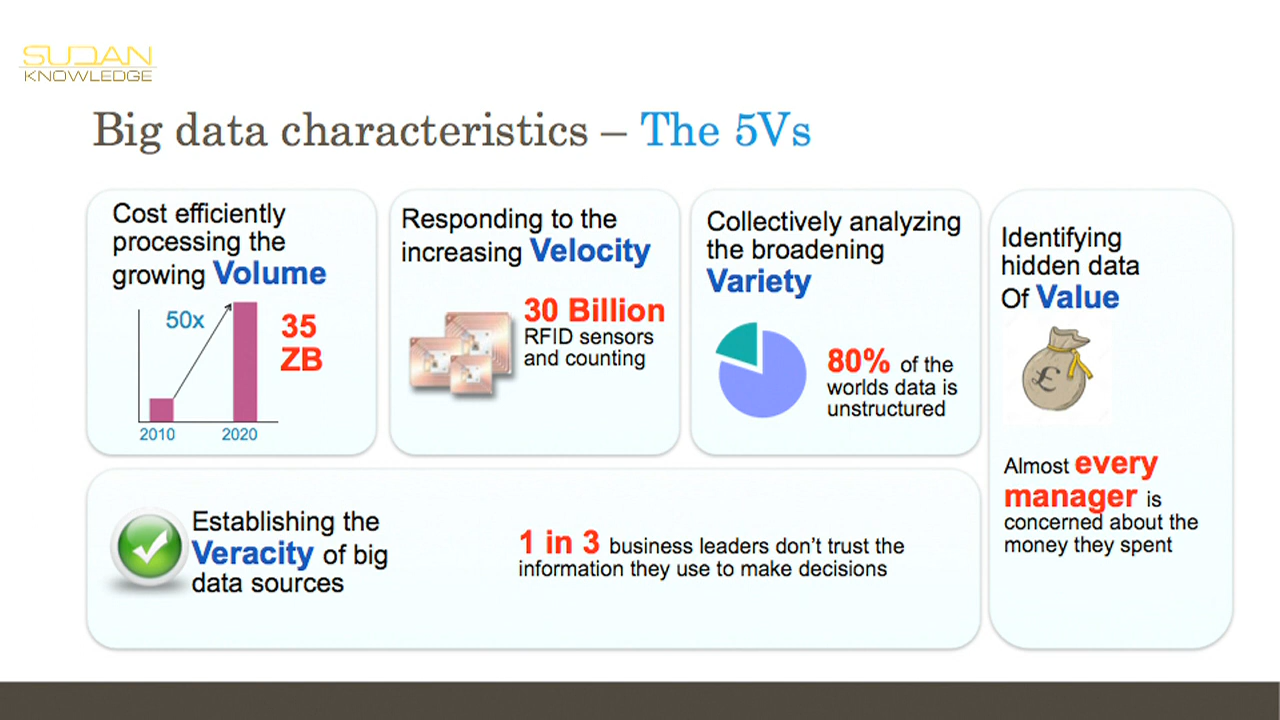 SUDAN
KNOWLEDGE
Big data characteristics – The 5Vs
Cost efficiently
processing the
growing Volume
50x
35
ZB
2010
2020
Responding to the
increasing Velocity
30 Billion
RFID sensors
and counting
Collectively analyzing
the broadening
Variety
80% of the
worlds data is
unstructured
Identifying
hidden data
Of Value
£
Almost every
manager is
concerned about the
money they spent
Establishing the
Veracity of big
data sources
1 in 3 business leaders don’t trust the
information they use to make decisions